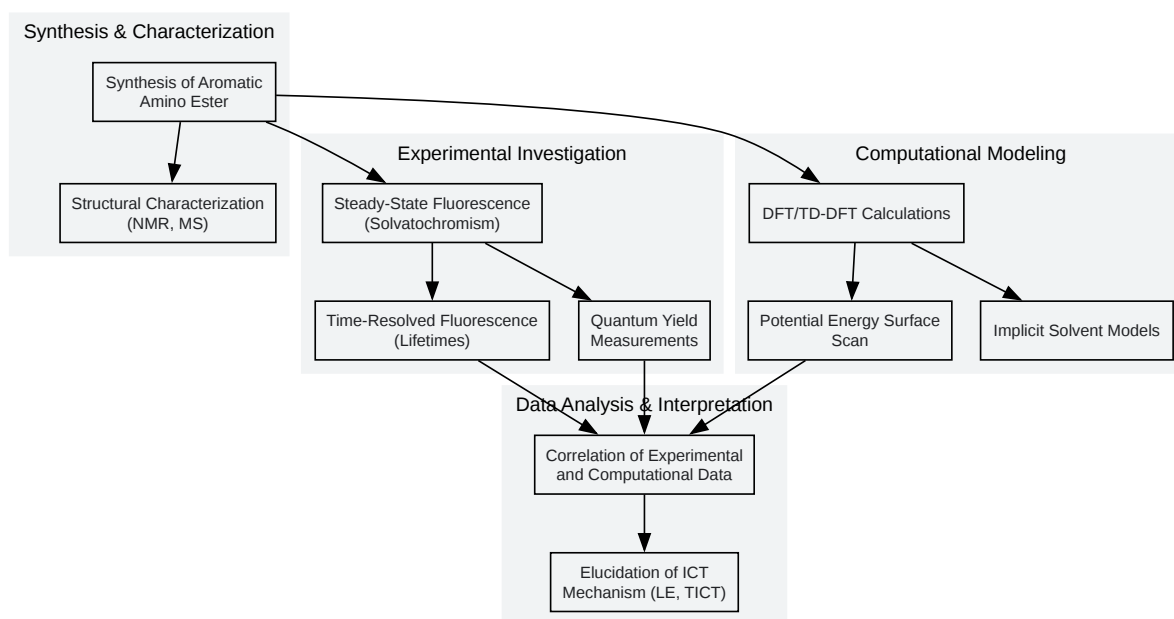 Synthesis & Characterization
Synthesis of Aromatic
Amino Ester
Structural Characterization
(NMR, MS)
Experimental Investigation
Steady-State Fluorescence
(Solvatochromism)
Time-Resolved Fluorescence
(Lifetimes)
Quantum Yield
Measurements
Computational Modeling
DFT/TD-DFT Calculations
Potential Energy Surface
Scan
Implicit Solvent Models
Data Analysis & Interpretation
Correlation of Experimental
and Computational Data
Elucidation of ICT
Mechanism (LE, TICT)